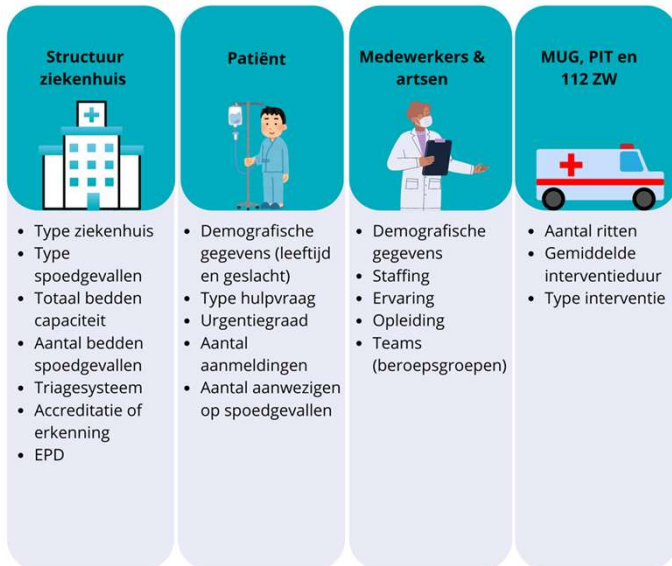 Structuur
ziekenhuis
Type ziekenhuis
Type
spoedgevallen
Totaal bedden
capaciteit
Aantal bedden
spoedgevallen
Triagesysteem
Accreditatie of
erkenning
EPD
Patiënt
Demografische
gegevens (leeftijd
en geslacht)
Type hulpvraag
Urgentiegraad
Aantal
aanmeldingen
Aantal aanwezigen
op spoedgevallen
Medewerkers &
artsen
Demografische
gegevens
Staffing
Ervaring
Opleiding
Teams
(beroepsgroepen)
MUG, PIT en
112 ZW
Aantal ritten
Gemiddelde
interventieduur
Type interventie